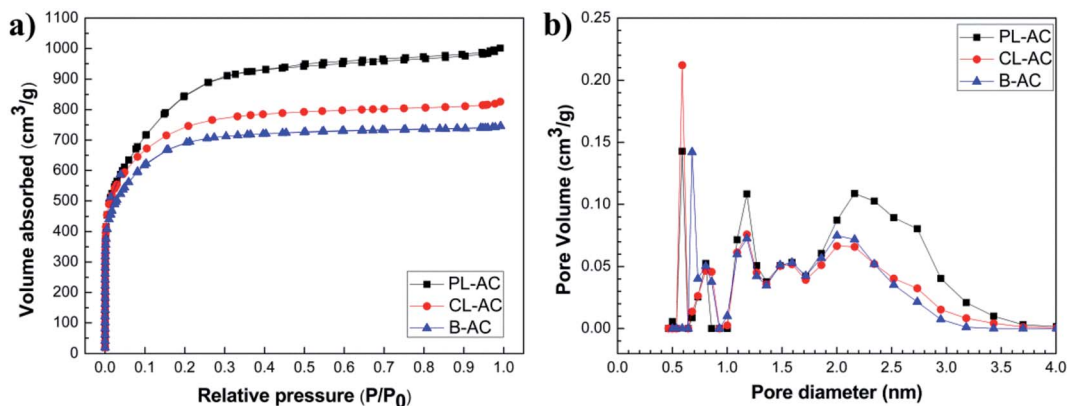 a)
1100
1000
900
800
700
600
500
400
300
200
100
0
Volume absorbed (cm³/g)
0.0 0.1 0.2 0.3 0.4 0.5 0.6 0.7 0.8 0.9 1.0
Relative pressure (P/P₀)
PL-AC
CL-AC
B-AC
b)
0.25
0.20
0.15
0.10
0.05
0.00
Pore Volume (cm³/g)
0.0 0.5 1.0 1.5 2.0 2.5 3.0 3.5 4.0
Pore diameter (nm)
PL-AC
CL-AC
B-AC